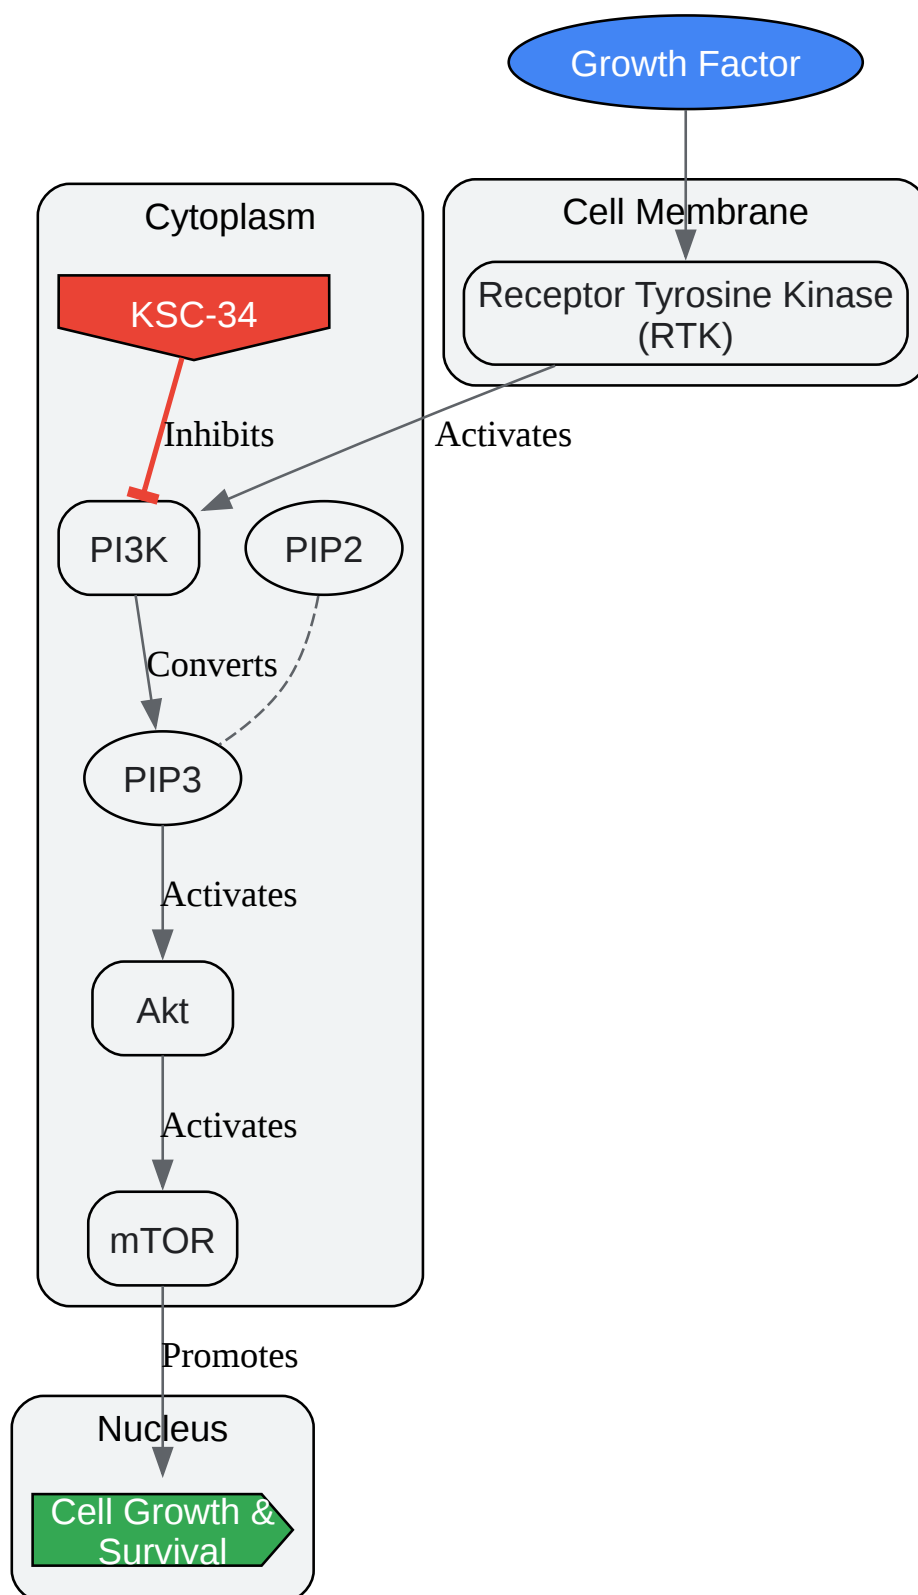 Growth Factor
Cytoplasm
Cell Membrane
KSC-34
Receptor Tyrosine Kinase
(RTK)
Inhibits
Activates
PI3K
PIP2
Converts
PIP3
Activates
Akt
Activates
mTOR
Promotes
Nucleus
Cell Growth &
Survival